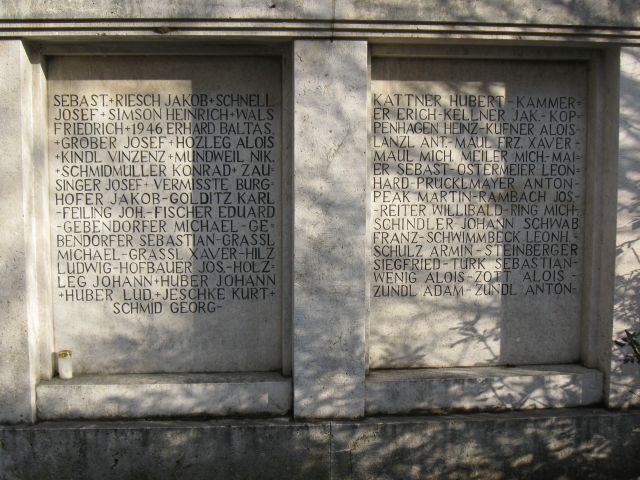 SEBAST.+RIESCH JAKOB+SCHNELL
JOSEF+SIMSON HEINRICH+WALS
FRIEDRICH+1946 ERHARD BALTAS.
+GROBER JOSEF+HOZLEG ALOIS
+KINDL VINZENZ+MUNDWEIL NIK.
+SCHMIDMULLER KONRAD+ZAU=
SINGER JOSEF+VERMISSTE BURG=
HOFER JAKOB-GOLDITZ KARL
-FEILING JOH.-FISCHER EDUARD
-GEBENDORFER MICHAEL-GE=
BENDORFER SEBASTIAN-GRASSL
MICHAEL-GRASSL XAVER-HILZ
LUDWIG-HOFBAUER JOS.-HOLZ=
LEG JOHANN+HUBER JOHANN
+HUBER LUD.+JESCHKE KURT+
SCHMID GEORG-
KATTNER HUBERT-KAMMER=
ER ERICH-KELLNER JAK.-KOP=
PENHAGEN HEINZ-KUFNER ALOIS-
LANZL ANT.-MAUL FRZ. XAVER-
MAUL MICH. MEILER MICH-MAI=
ER SEBAST-OSTERMEIER LEON=
HARD-PRUCKLMAYER ANTON-
PEAK MARTIN-RAMBACH JOS.
-REITER WILLIBALD-RING MICH.-
SCHINDLER JOHANN SCHWAB
FRANZ-SCHWIMMBECK LEONH.-
SCHULZ ARMIN-STEINBERGER
SIEGFRIED-TURK SEBASTIAN-
WENIG ALOIS-ZOTT ALOIS-
ZUNDL ADAM-ZUNDL ANTON-